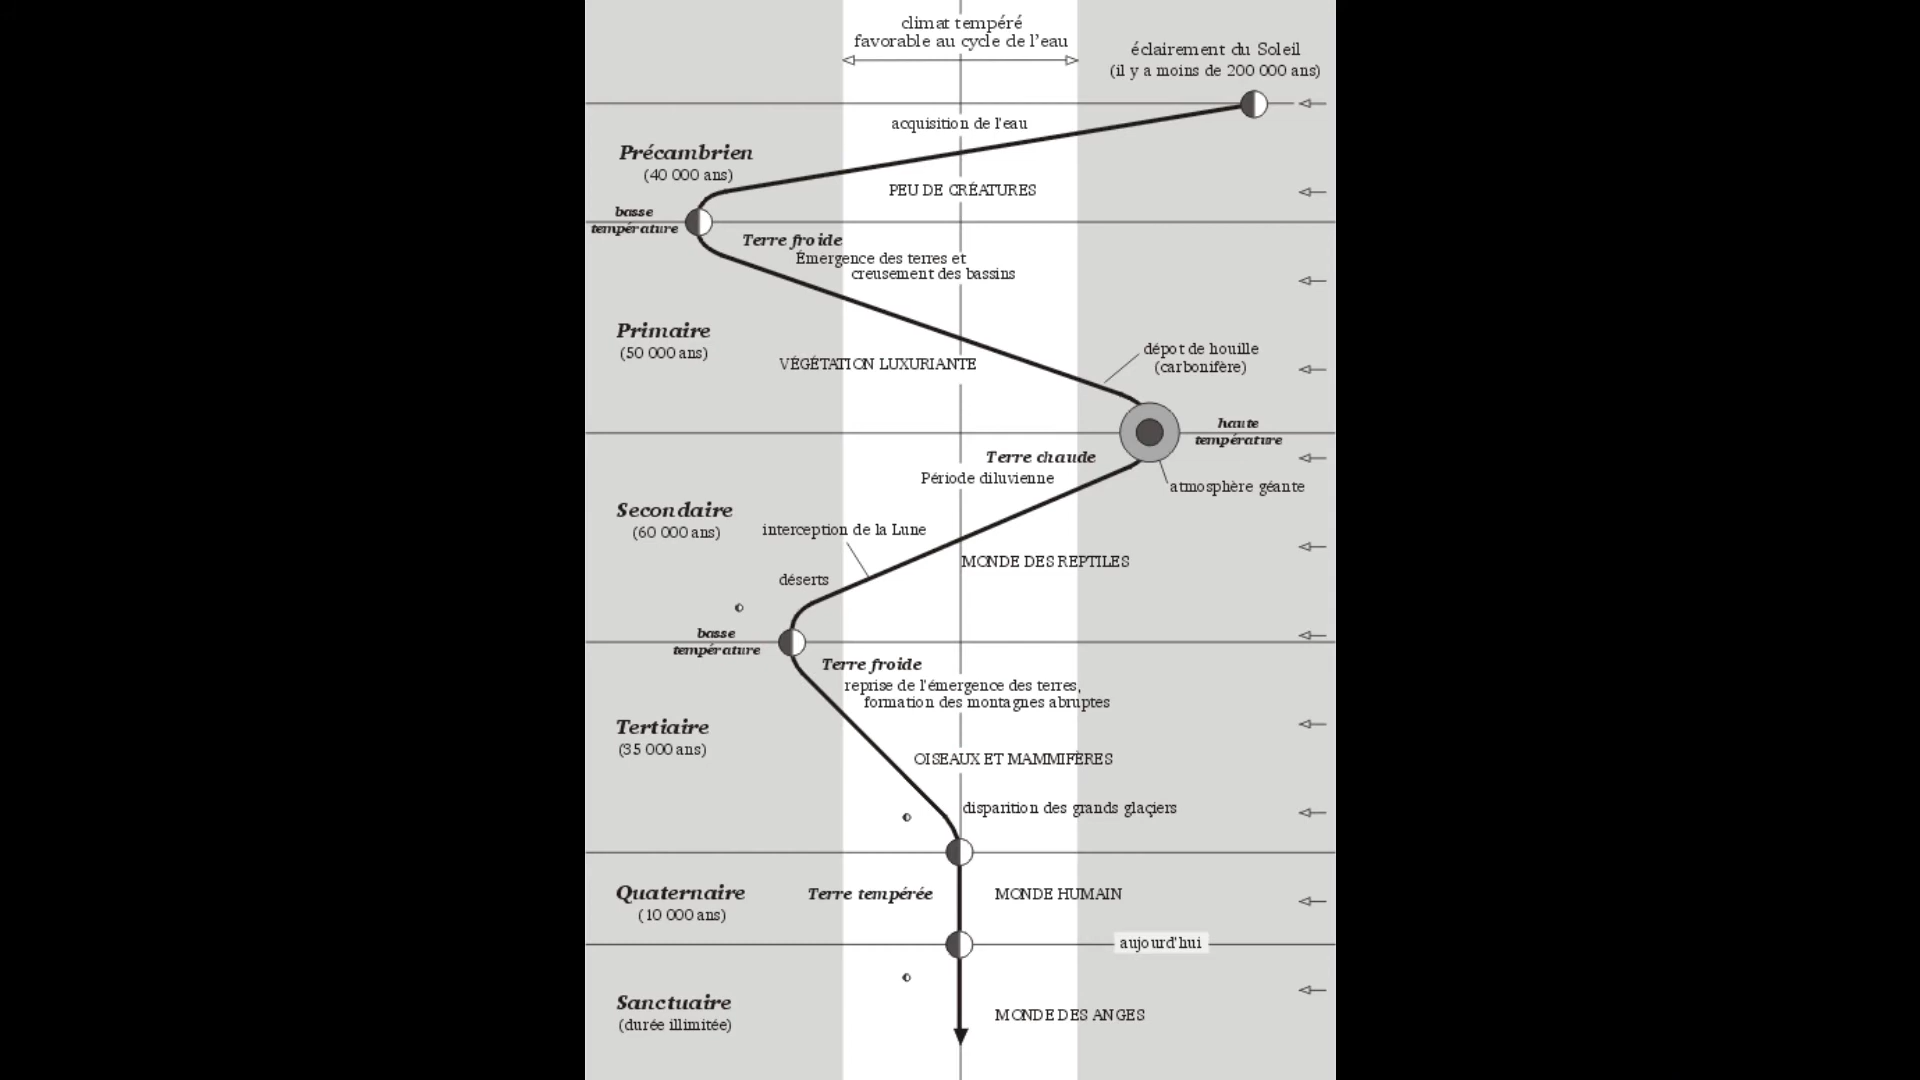 climat tempéré
favorable au cycle de l'eau
éclairement du Soleil
(il y a moins de 200 000 ans)
acquisition de l'eau
Précambrien
(40 000 ans)
PEU DE CRÉATURES
basse
température
Terre froide
Émergence des terres et
creusement des bassins
Primaire
(50 000 ans)
dépot de houille
(carbonifère)
VÉGÉTATION LUXURIANTE
haute
température
Terre chaude
Période diluvienne
atmosphère géante
Secondaire
(60 000 ans)
interception de la Lune
MONDE DES REPTILES
déserts
basse
température
Terre froide
reprise de l'émergence des terres,
formation des montagnes abruptes
Tertiaire
(35 000 ans)
OISEAUX ET MAMMIFÈRES
disparition des grands glaçiers
Quaternaire
(10 000 ans)
Terre tempérée
MONDE HUMAIN
aujourd'hui
Sanctuaire
(durée illimitée)
MONDE DES ANGES